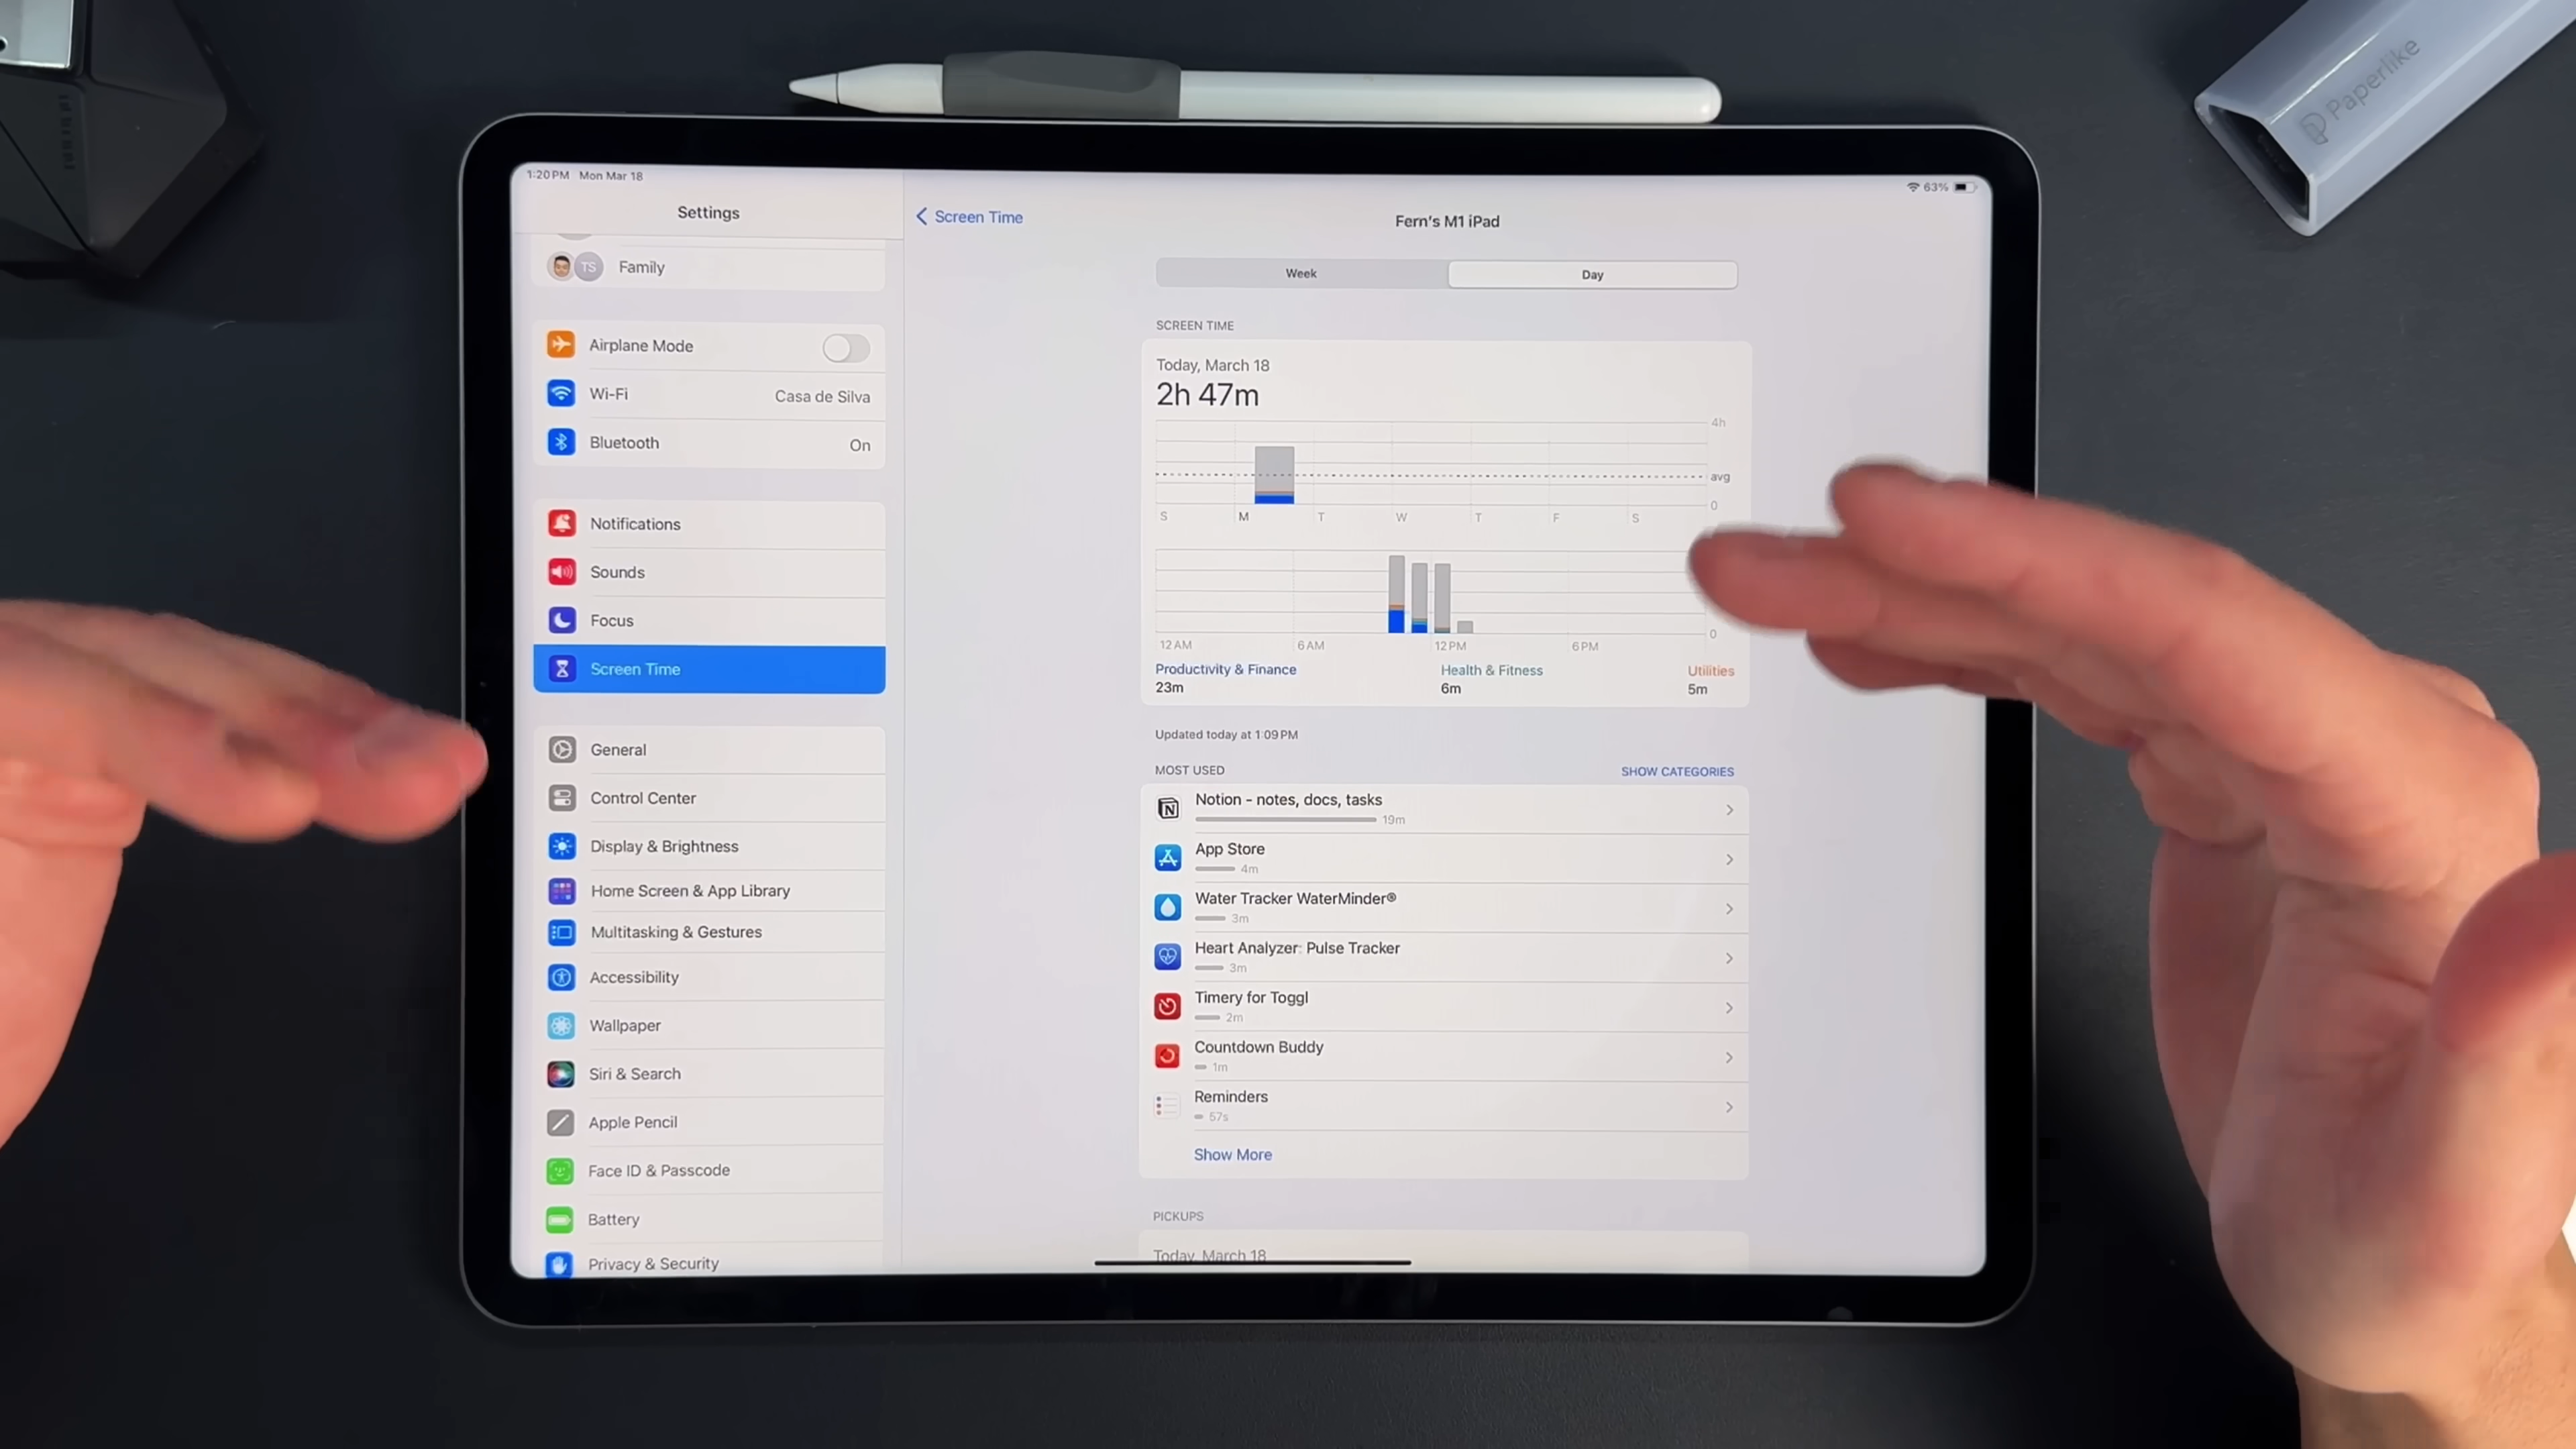 Paperlike
1:20 PM Mon Mar 18
63%
Settings
TS Family
Airplane Mode
Wi-Fi Casa de Silva
Bluetooth On
Notifications
Sounds
Focus
Screen Time
General
Control Center
Display & Brightness
Home Screen & App Library
Multitasking & Gestures
Accessibility
Wallpaper
Siri & Search
Apple Pencil
Face ID & Passcode
Battery
Privacy & Security
Screen Time
Fern's M1 iPad
Week Day
SCREEN TIME
Today, March 18
2h 47m
4h
avg
0
S M T W T F S
0
12 AM 6 AM 12 PM 6 PM
Productivity & Finance Health & Fitness Utilities
23m 6m 5m
Updated today at 1:09 PM
MOST USED SHOW CATEGORIES
Notion - notes, docs, tasks
19m
App Store
4m
Water Tracker WaterMinder®
3m
Heart Analyzer: Pulse Tracker
3m
Timery for Toggl
2m
Countdown Buddy
1m
Reminders
57s
Show More
PICKUPS
Today, March 18